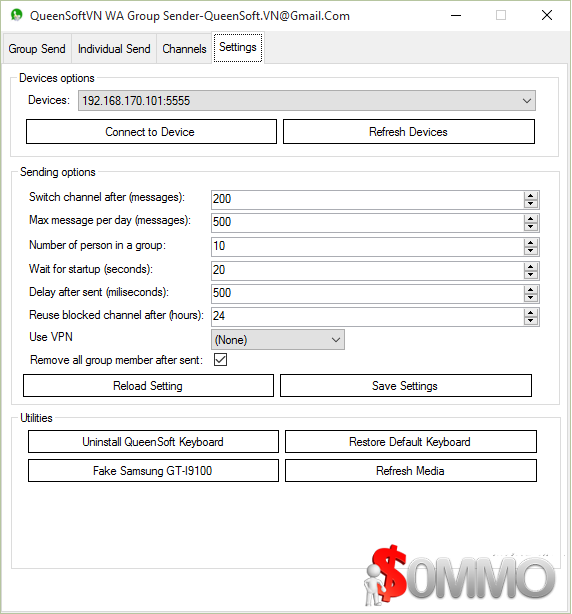 QueenSoftVN WA Group Sender-QueenSoft.VN@Gmail.Com
Group Send Individual Send Channels Settings
Devices options
Devices: 192.168.170.101:5555
Connect to Device Refresh Devices
Sending options
Switch channel after (messages): 200
Max message per day (messages): 500
Number of person in a group: 10
Wait for startup (seconds): 20
Delay after sent (miliseconds): 500
Reuse blocked channel after (hours): 24
Use VPN (None)
Remove all group member after sent:
Reload Setting Save Settings
Utilities
Uninstall QueenSoft Keyboard Restore Default Keyboard
Fake Samsung GT-I9100 Refresh Media
$OMMO